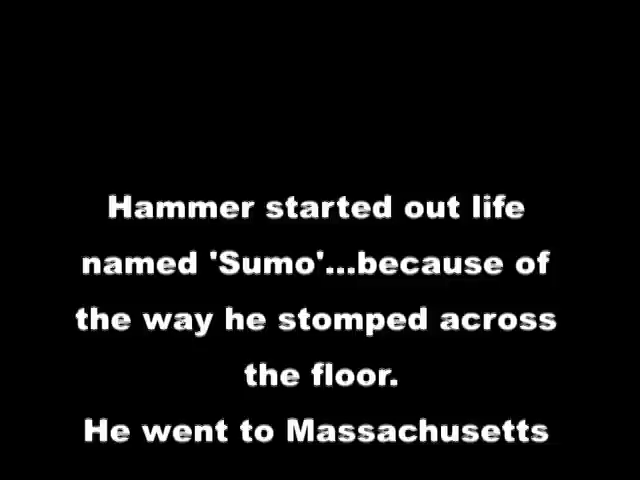 Hammer started out life
named 'Sumo'...because of
the way he stomped across
the floor.
He went to Massachusetts